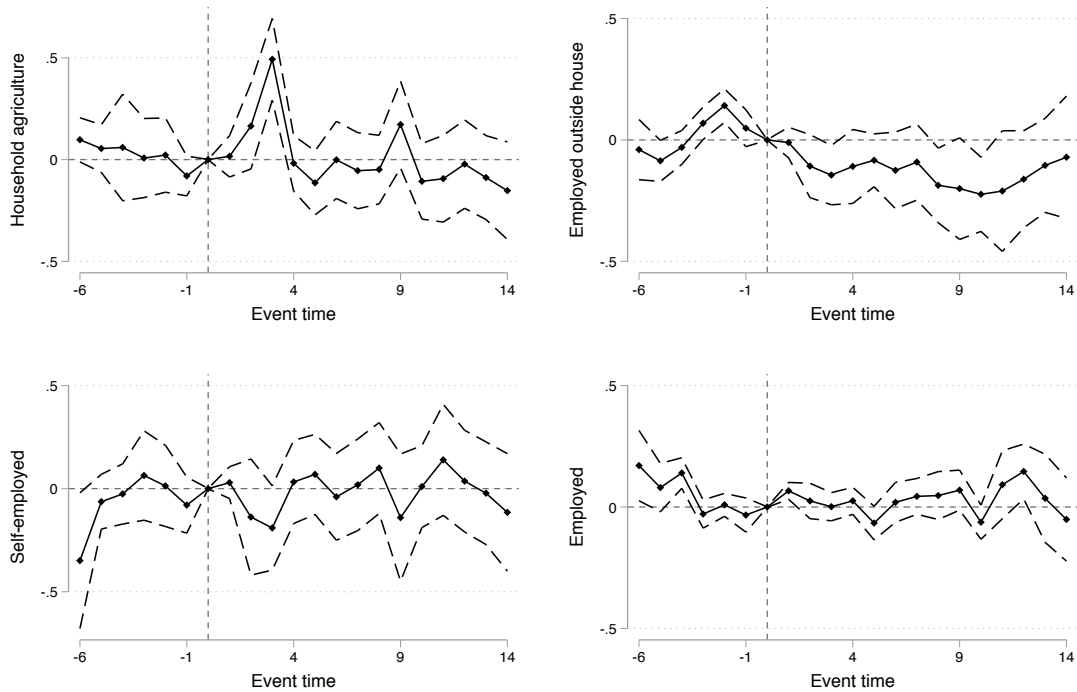 Household agriculture
.5
0
-.5
-6 -1 4 9 14
Event time
Employed outside house
.5
0
-.5
-6 -1 4 9 14
Event time
Self-employed
.5
0
-.5
-6 -1 4 9 14
Event time
Employed
.5
0
-.5
-6 -1 4 9 14
Event time